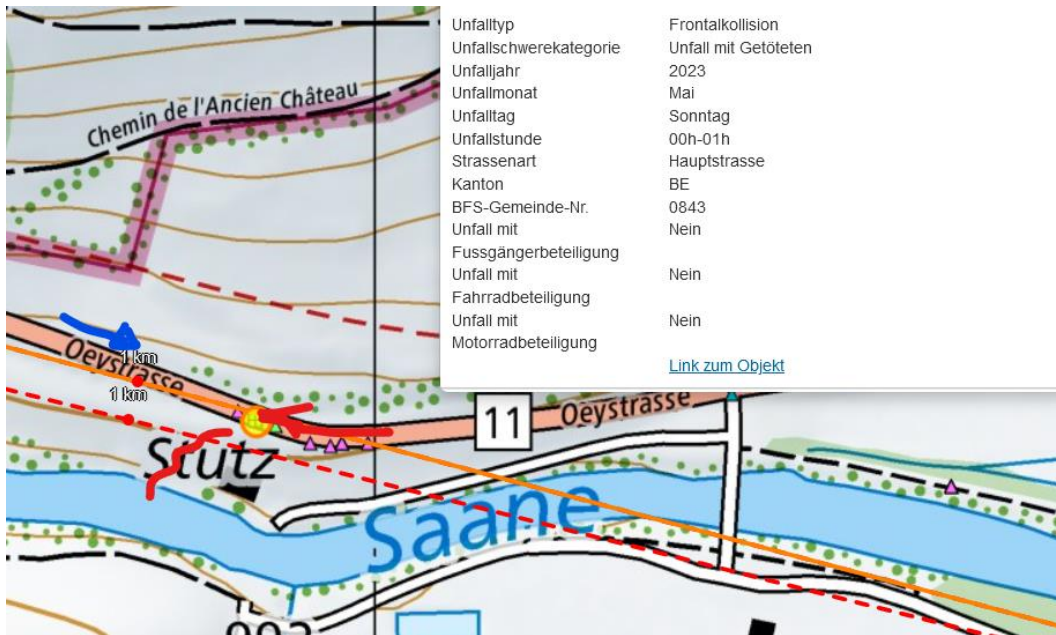 Unfalltyp Frontalkollision
Unfallschwerekategorie Unfall mit Getöteten
Unfalljahr 2023
Unfallmonat Mai
Unfalltag Sonntag
Unfallstunde 00h-01h
Strassenart Hauptstrasse
Kanton BE
BFS-Gemeinde-Nr. 0843
Unfall mit Nein
Fussgängerbeteiligung
Unfall mit Nein
Fahrradbeteiligung
Unfall mit Nein
Motorradbeteiligung
Link zum Objekt
Chemin de l'Ancien Château
Oeystrasse
1 km
1 km
11
Oeystrasse
Stutz
Saane